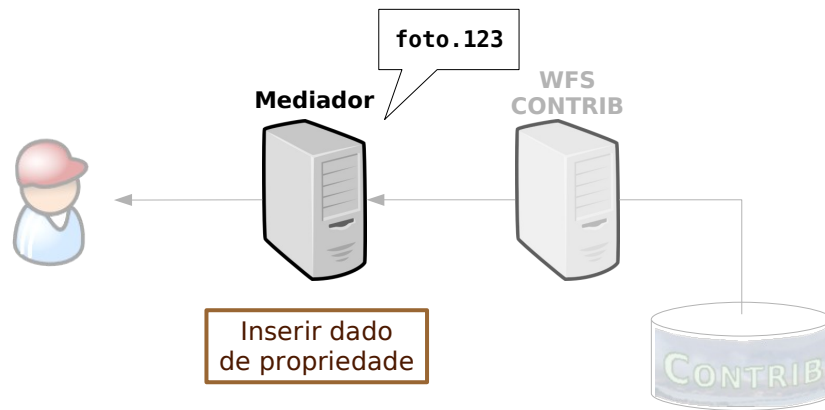 foto.123
Mediador
WFS
CONTRIB
Inserir dado
de propriedade
CONTRIB